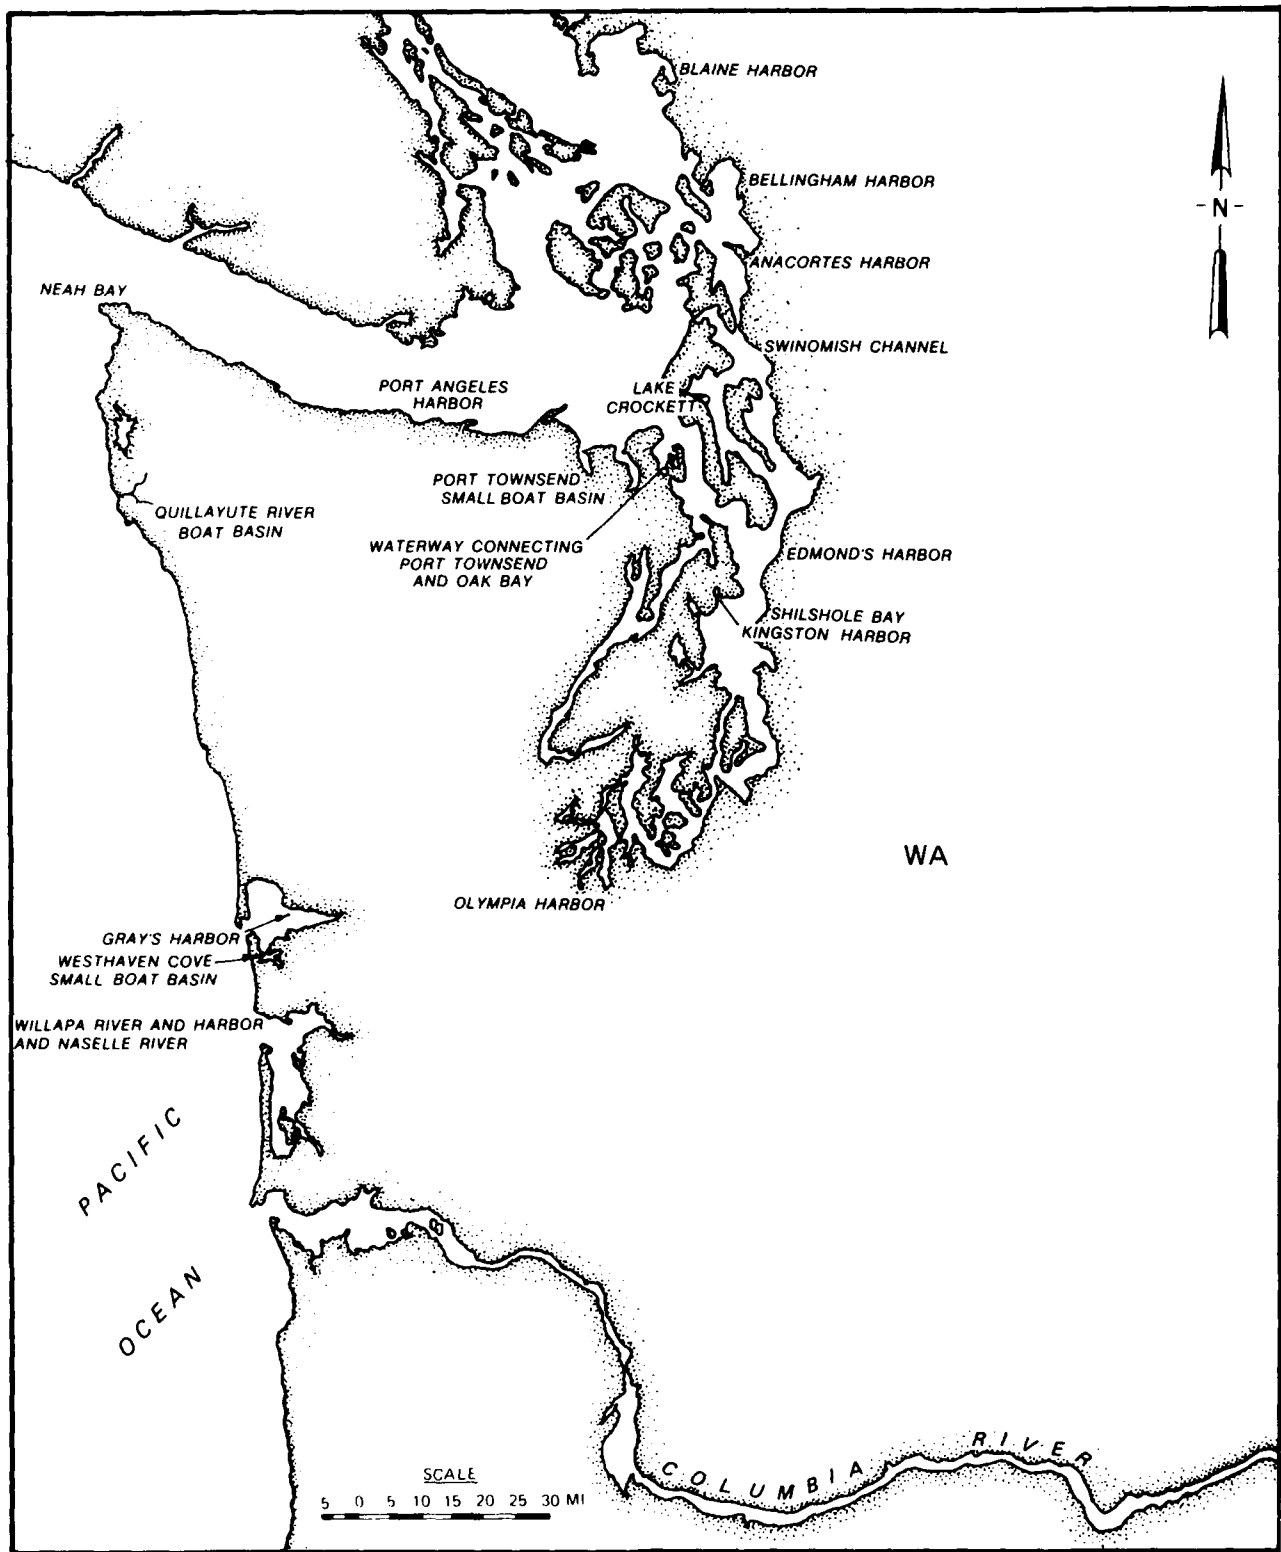 BLAINE HARBOR
BELLINGHAM HARBOR
-N-
ANACORTES HARBOR
NEAH BAY
SWINOMISH CHANNEL
PORT ANGELES
HARBOR
LAKE
CROCKETT
PORT TOWNSEND
SMALL BOAT BASIN
QUILLAYUTE RIVER
BOAT BASIN
WATERWAY CONNECTING
PORT TOWNSEND
AND OAK BAY
EDMOND'S HARBOR
SHILSHOLE BAY
KINGSTON HARBOR
WA
OLYMPIA HARBOR
GRAY'S HARBOR
WESTHAVEN COVE
SMALL BOAT BASIN
WILLAPA RIVER AND HARBOR
AND NASELLE RIVER
PACIFIC
OCEAN
COLUMBIA RIVER
SCALE
5 0 5 10 15 20 25 30 MI